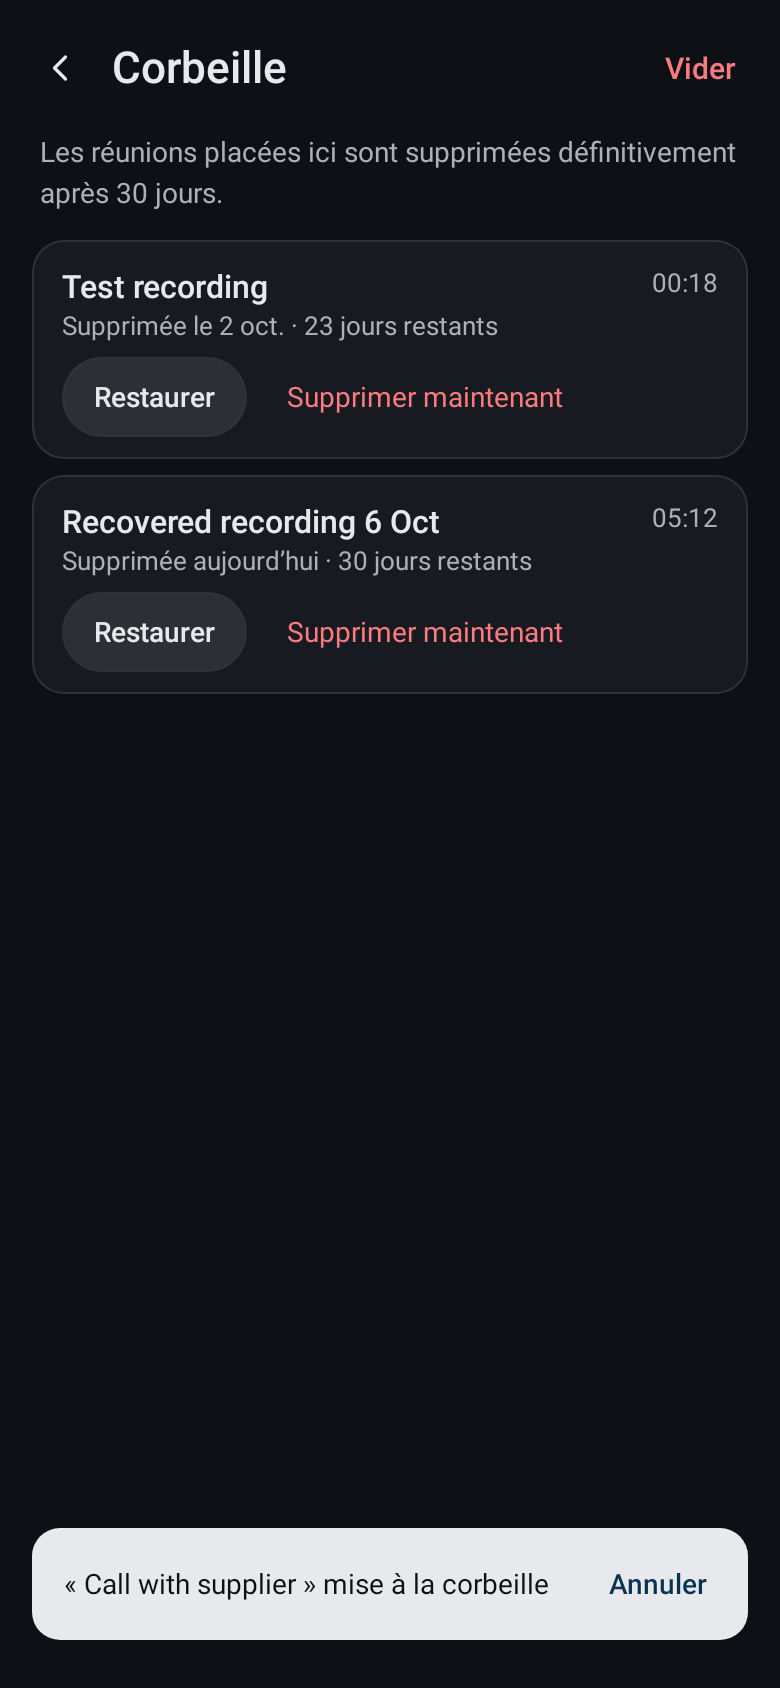 Corbeille
Vider
Les réunions placées ici sont supprimées définitivement
après 30 jours.
Test recording
00:18
Supprimée le 2 oct. · 23 jours restants
Restaurer
Supprimer maintenant
Recovered recording 6 Oct
05:12
Supprimée aujourd’hui · 30 jours restants
Restaurer
Supprimer maintenant
« Call with supplier » mise à la corbeille
Annuler